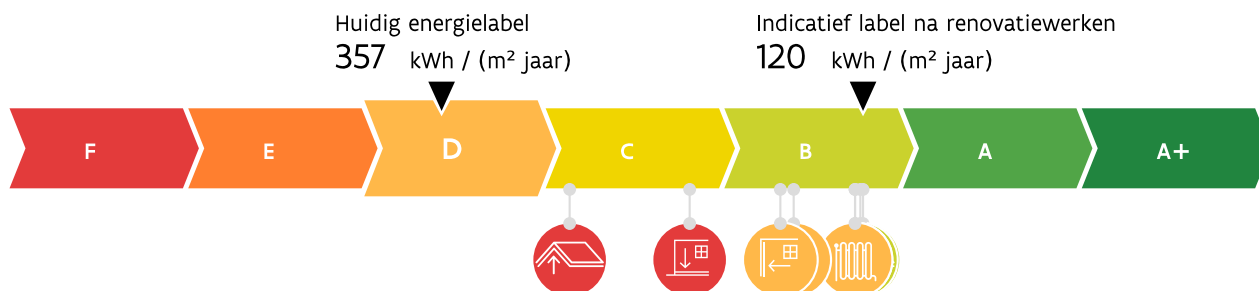 Huidig energielabel
357 kWh / (m² jaar)
Indicatief label na renovatiewerken
120 kWh / (m² jaar)
F E D C B A A+